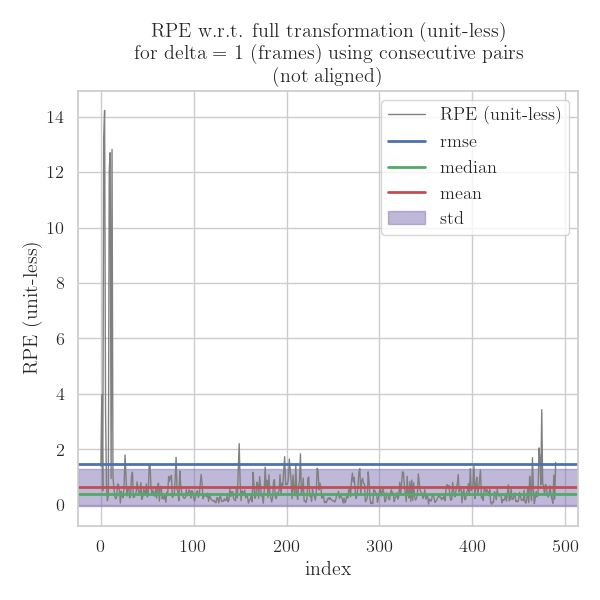 RPE w.r.t. full transformation (unit-less)
for delta = 1 (frames) using consecutive pairs
(not aligned)
RPE (unit-less)
rmse
median
mean
std
14
12
10
8
6
4
2
0
RPE (unit-less)
0 100 200 300 400 500
index